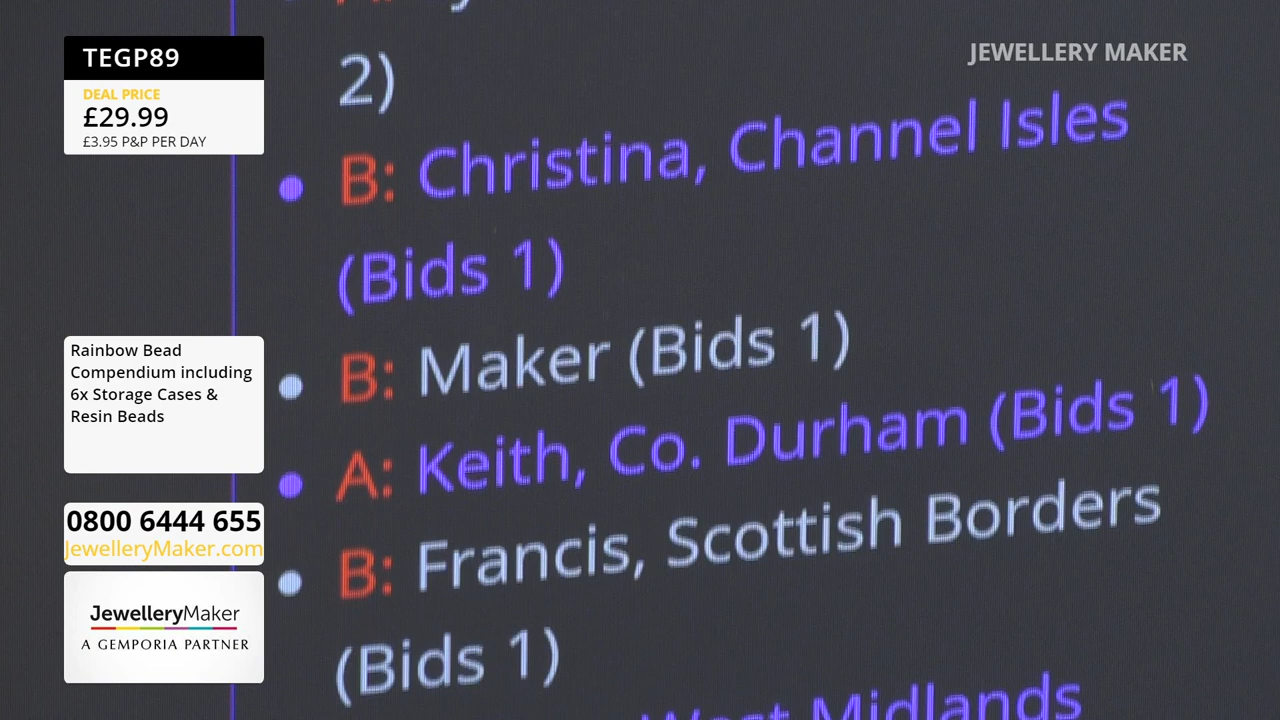 TEGP89
DEAL PRICE
£29.99
£3.95 P&P PER DAY
JEWELLERY MAKER
2)
B: Christina, Channel Isles
(Bids 1)
B: Maker (Bids 1)
A: Keith, Co. Durham (Bids 1)
B: Francis, Scottish Borders
(Bids 1)
West Midlands
Rainbow Bead
Compendium including
6x Storage Cases &
Resin Beads
0800 6444 655
JewelleryMaker.com
JewelleryMaker
A GEMPORIA PARTNER